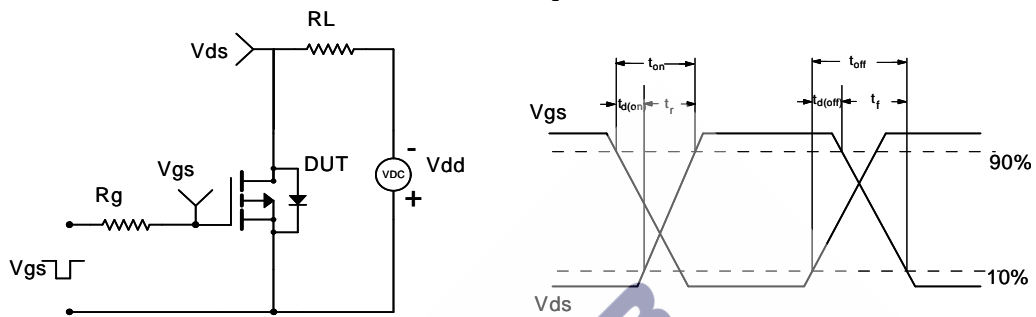 RL
Vds
Vgs
DUT
VDC
-
Vdd
+
Rg
Vgs
ton
toff
td(on)
tr
td(off)
tf
Vgs
90%
10%
Vds